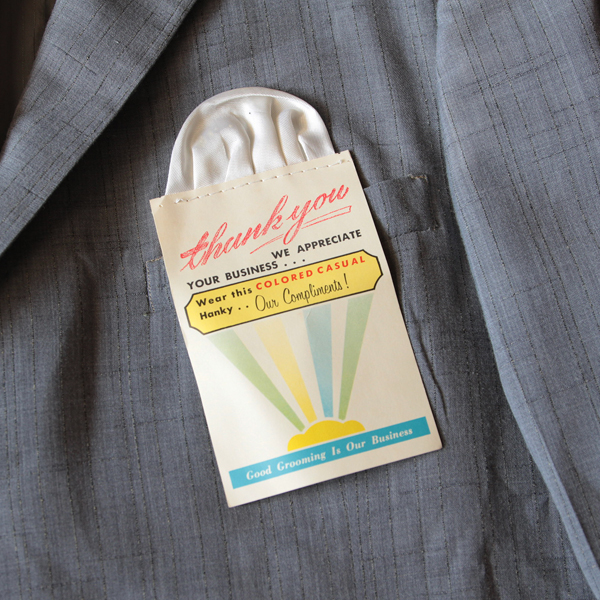 thank you
WE APPRECIATE
YOUR BUSINESS . . .
Wear this COLORED CASUAL
Hanky . . Our Compliments!
Good Grooming Is Our Business